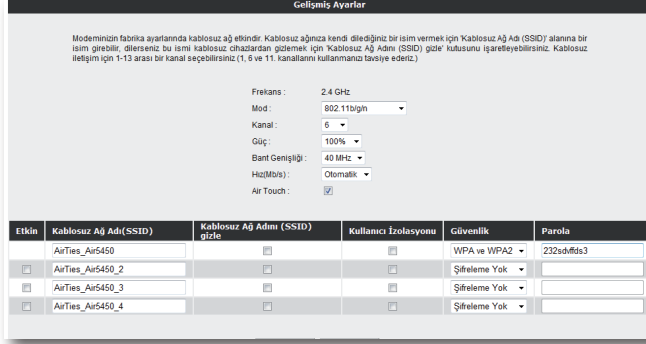 Gelişmiş Ayarlar
Modeminizin fabrika ayarlarında kablosuz ağ etkindir. Kablosuz ağınıza kendi dilediğiniz bir isim vermek için 'Kablosuz Ağ Adı (SSID)' alanına bir
isim girebilir, dilerseniz bu ismi kablosuz cihazlardan gizlemek için 'Kablosuz Ağ Adını (SSID) gizle' kutusunu işaretleyebilirsiniz. Kablosuz
iletişim için 1-13 arası bir kanal seçebilirsiniz (1, 6 ve 11. kanallarını kullanmanızı tavsiye ederiz.)
Frekans : 2.4 GHz
Mod : 802.11b/g/n
Kanal : 6
Güç : 100%
Bant Genişliği : 40 MHz
Hız(Mb/s) : Otomatik
Air Touch :
Etkin Kablosuz Ağ Adı(SSID) Kablosuz Ağ Adını (SSID) gizle Kullanıcı İzolasyonu Güvenlik Parola
AirTies_Air5450 WPA ve WPA2 232sdvffds3
AirTies_Air5450_2 Şifreleme Yok
AirTies_Air5450_3 Şifreleme Yok
AirTies_Air5450_4 Şifreleme Yok